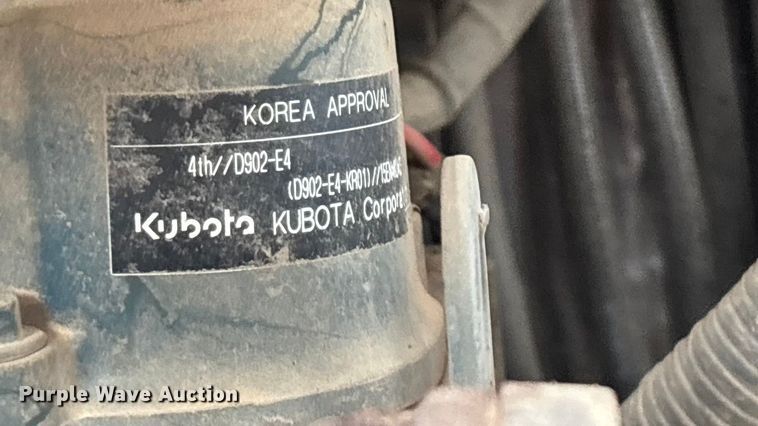 KOREA APPROVAL
4th//D902-E4
(D902-E4-KR01)//
Kubota KUBOTA
Purple Wave Auction